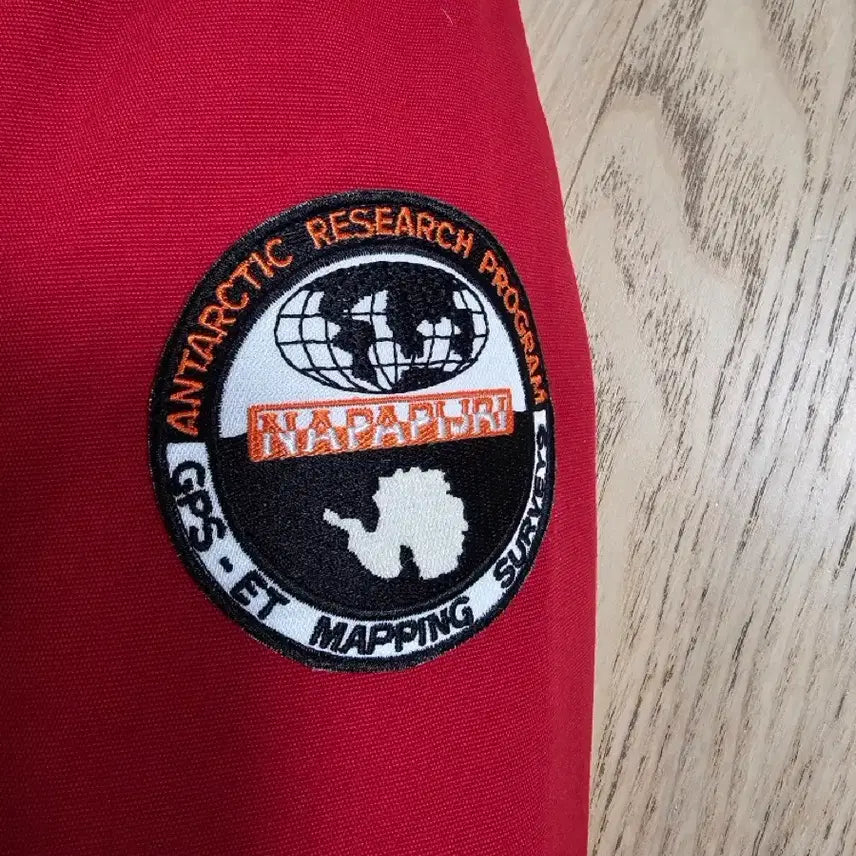 ANTARCTIC RESEARCH PROGRAM
NAPAPIJRI
GPS - ET MAPPING SURVEYS